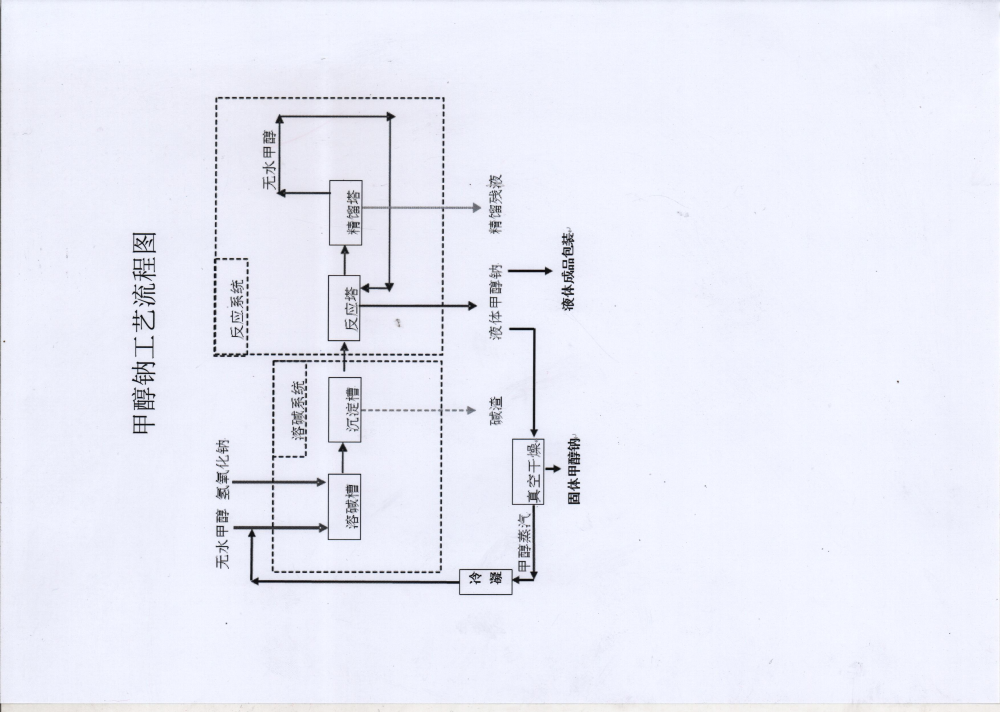 甲醇钠工艺流程图
无水甲醇
氢氧化钠
溶碱系统
反应系统
无水甲醇
溶碱槽
沉淀槽
反应塔
精馏塔
碱渣
液体甲醇钠
精馏残液
冷凝
甲醇蒸汽
真空干燥
固体甲醇钠
液体成品包装